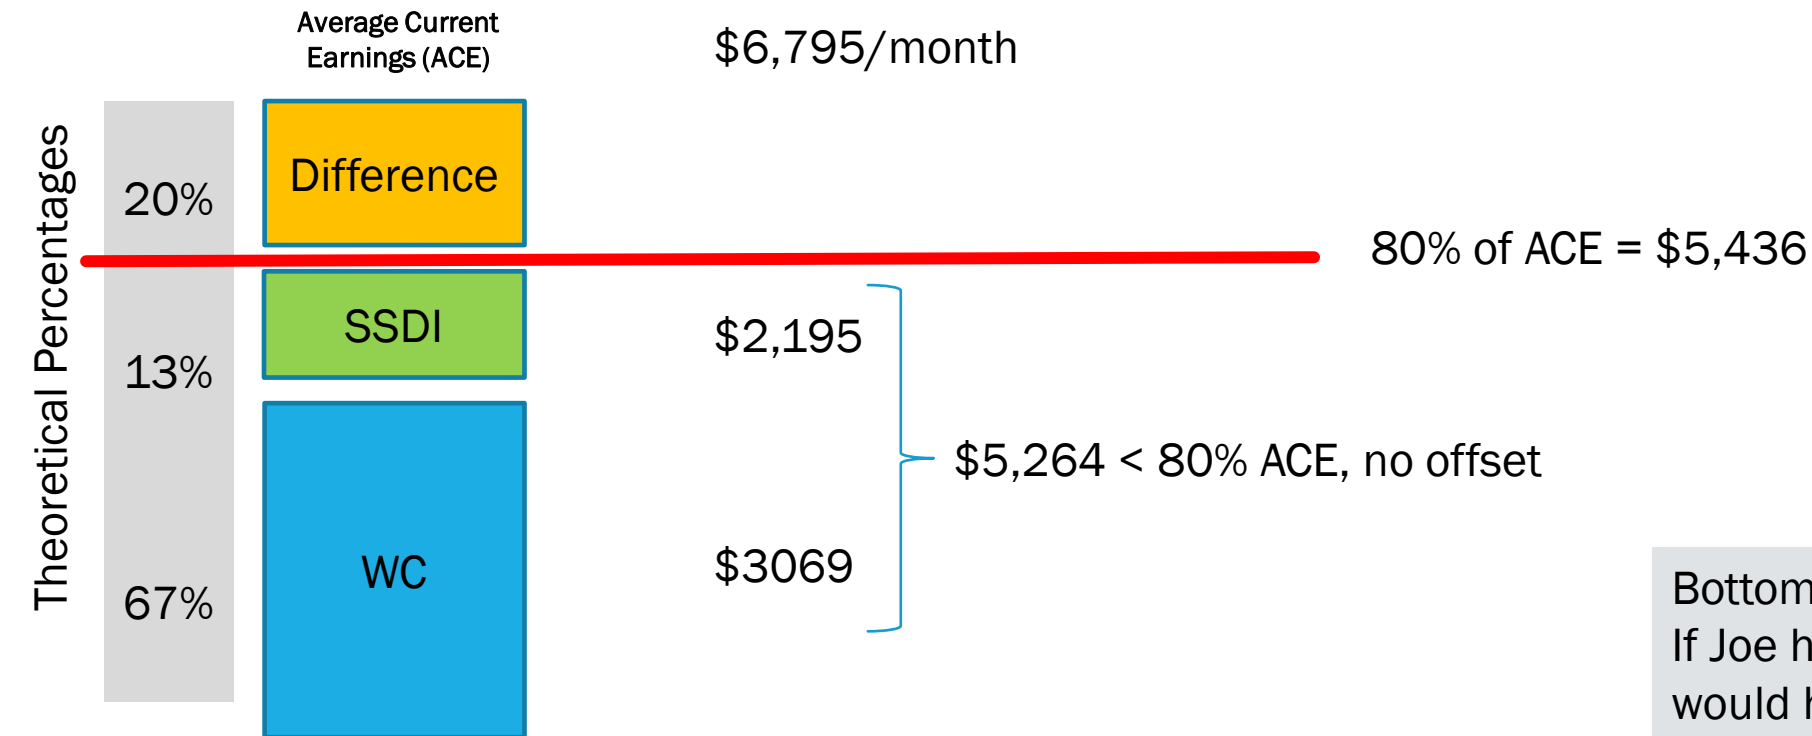 Average Current
Earnings (ACE)
$6,795/month
Theoretical Percentages
20%
Difference
80% of ACE = $5,436
13%
SSDI
$2,195
$5,264 < 80% ACE, no offset
67%
WC
$3069
Bottom
If Joe h
would h